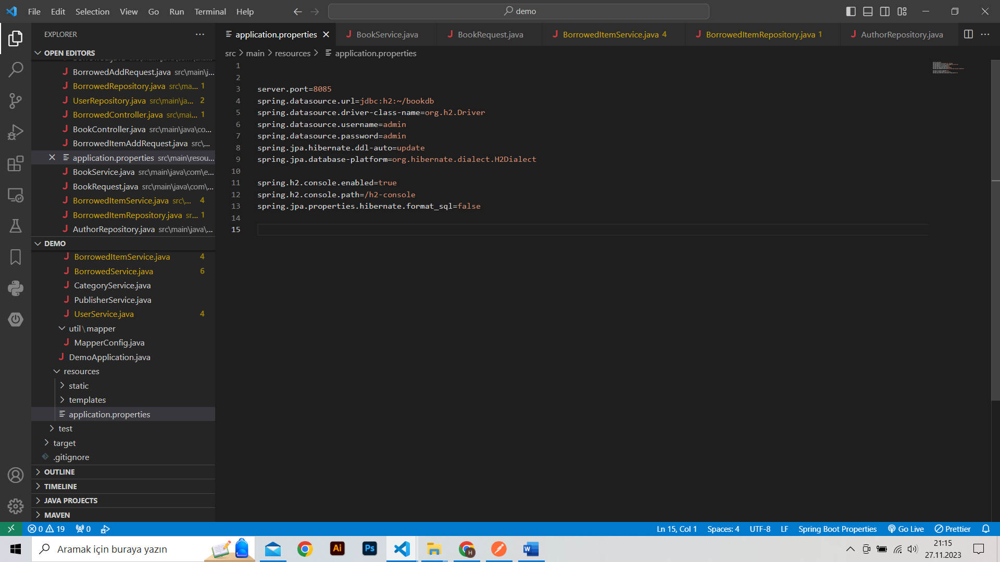 File Edit Selection View Go Run Terminal Help demo
EXPLORER
OPEN EDITORS
BorrowedAddRequest.java src\main\j...
BorrowedRepository.java src\ma... 1
UserRepository.java src\main\ja... 2
BorrowedController.java src\mai... 1
BookController.java src\main\java\co...
BorrowedItemAddRequest.java src\...
application.properties src\main\resou...
BookService.java src\main\java\com\e...
BookRequest.java src\main\java\com\...
BorrowedItemService.java src\... 4
BorrowedItemRepository.java sr... 1
AuthorRepository.java src\main\java\...
DEMO
BorrowedItemService.java 4
BorrowedService.java 6
CategoryService.java
PublisherService.java
UserService.java 4
util\mapper
MapperConfig.java
DemoApplication.java
resources
static
templates
application.properties
test
target
.gitignore
OUTLINE
TIMELINE
JAVA PROJECTS
MAVEN
application.properties BookService.java BookRequest.java BorrowedItemService.java 4 BorrowedItemRepository.java 1 AuthorRepository.java
src > main > resources > application.properties
1
2
3 server.port=8085
4 spring.datasource.url=jdbc:h2:~/bookdb
5 spring.datasource.driver-class-name=org.h2.Driver
6 spring.datasource.username=admin
7 spring.datasource.password=admin
8 spring.jpa.hibernate.ddl-auto=update
9 spring.jpa.database-platform=org.hibernate.dialect.H2Dialect
10
11 spring.h2.console.enabled=true
12 spring.h2.console.path=/h2-console
13 spring.jpa.properties.hibernate.format_sql=false
14
15
0 19 0 Ln 15, Col 1 Spaces: 4 UTF-8 LF Spring Boot Properties Go Live Prettier
Aramak için buraya yazın Ai Ps H W 21:15
27.11.2023